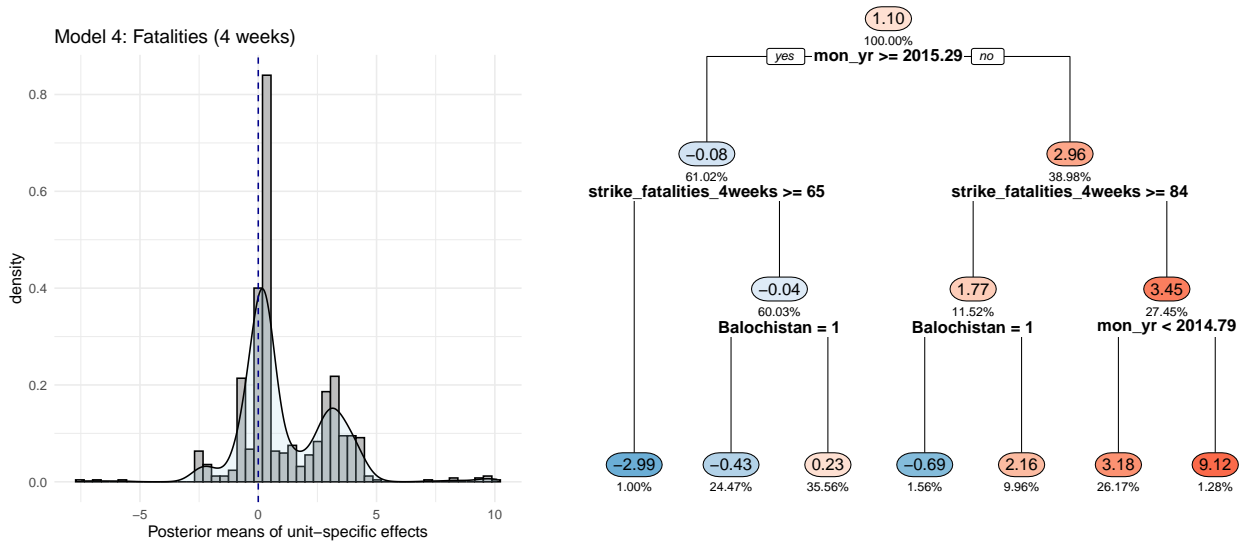 Model 4: Fatalities (4 weeks)
density
0.8
0.6
0.4
0.2
0.0
−5
0
5
10
Posterior means of unit−specific effects
1.10
100.00%
yes mon_yr >= 2015.29 no
−0.08 2.96
61.02% 38.98%
strike_fatalities_4weeks >= 65 strike_fatalities_4weeks >= 84
−0.04 1.77 3.45
60.03% 11.52% 27.45%
Balochistan = 1 Balochistan = 1 mon_yr < 2014.79
−2.99 −0.43 0.23 −0.69 2.16 3.18 9.12
1.00% 24.47% 35.56% 1.56% 9.96% 26.17% 1.28%